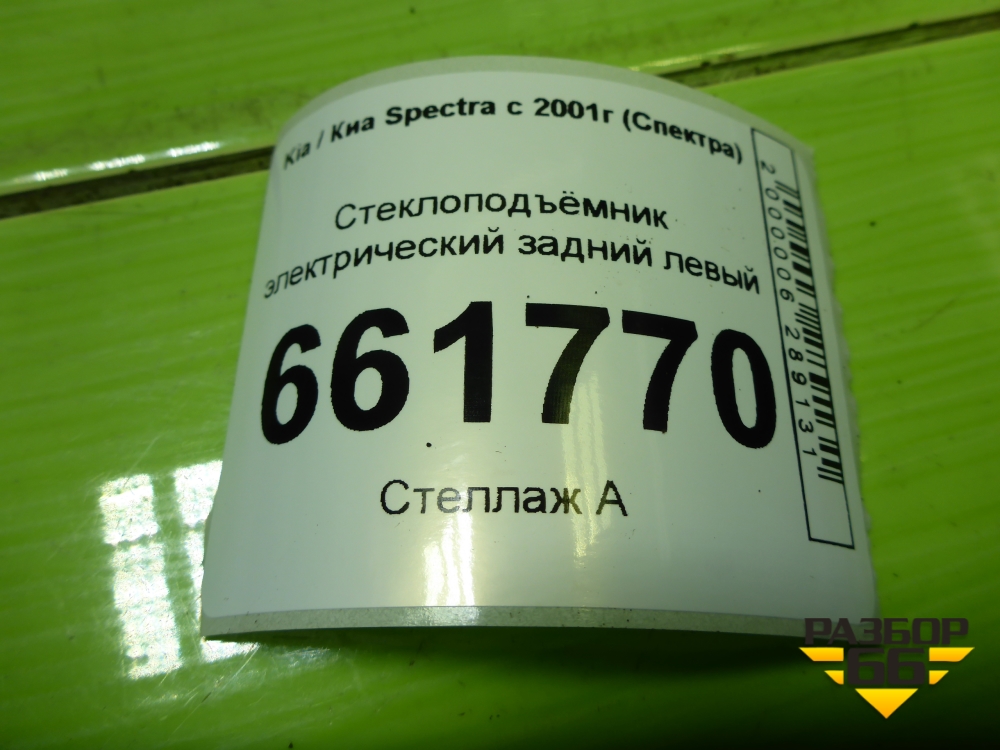 Kia / Киа Spectra с 2001г (Спектра)
Стеклоподъёмник
электрический задний левый
661770
Стеллаж А
2000006289131
РАЗБОР
66